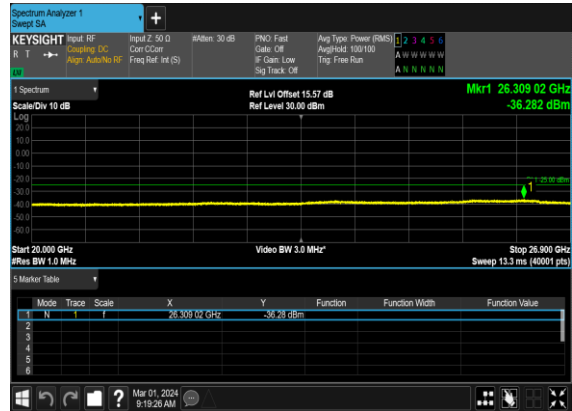 Spectrum Analyzer 1
Swept SA
+
KEYSIGHT
R T
Input: RF
Coupling: DC
Align: Auto/No RF
Input Z: 50 Ω
Corr CCorr
Freq Ref: Int (S)
#Atten: 30 dB
PNO: Fast
Gate: Off
IF Gain: Low
Sig Track: Off
Avg Type: Power (RMS)
Avg|Hold: 100/100
Trig: Free Run
1 2 3 4 5 6
A W W W W W
A N N N N N
1 Spectrum
Scale/Div 10 dB
Ref Lvl Offset 15.57 dB
Ref Level 30.00 dBm
Mkr1 26.309 02 GHz
-36.282 dBm
Log
20.0
10.0
0.00
-10.0
-20.0
-30.0
-40.0
-50.0
-60.0
-25.00 dBm
1
Start 20.000 GHz
#Res BW 1.0 MHz
Video BW 3.0 MHz*
Stop 26.900 GHz
Sweep 13.3 ms (40001 pts)
5 Marker Table
Mode Trace Scale X Y Function Function Width Function Value
1 N 1 f 26.309 02 GHz -36.28 dBm
2
3
4
5
6
?
Mar 01, 2024
9:19:26 AM